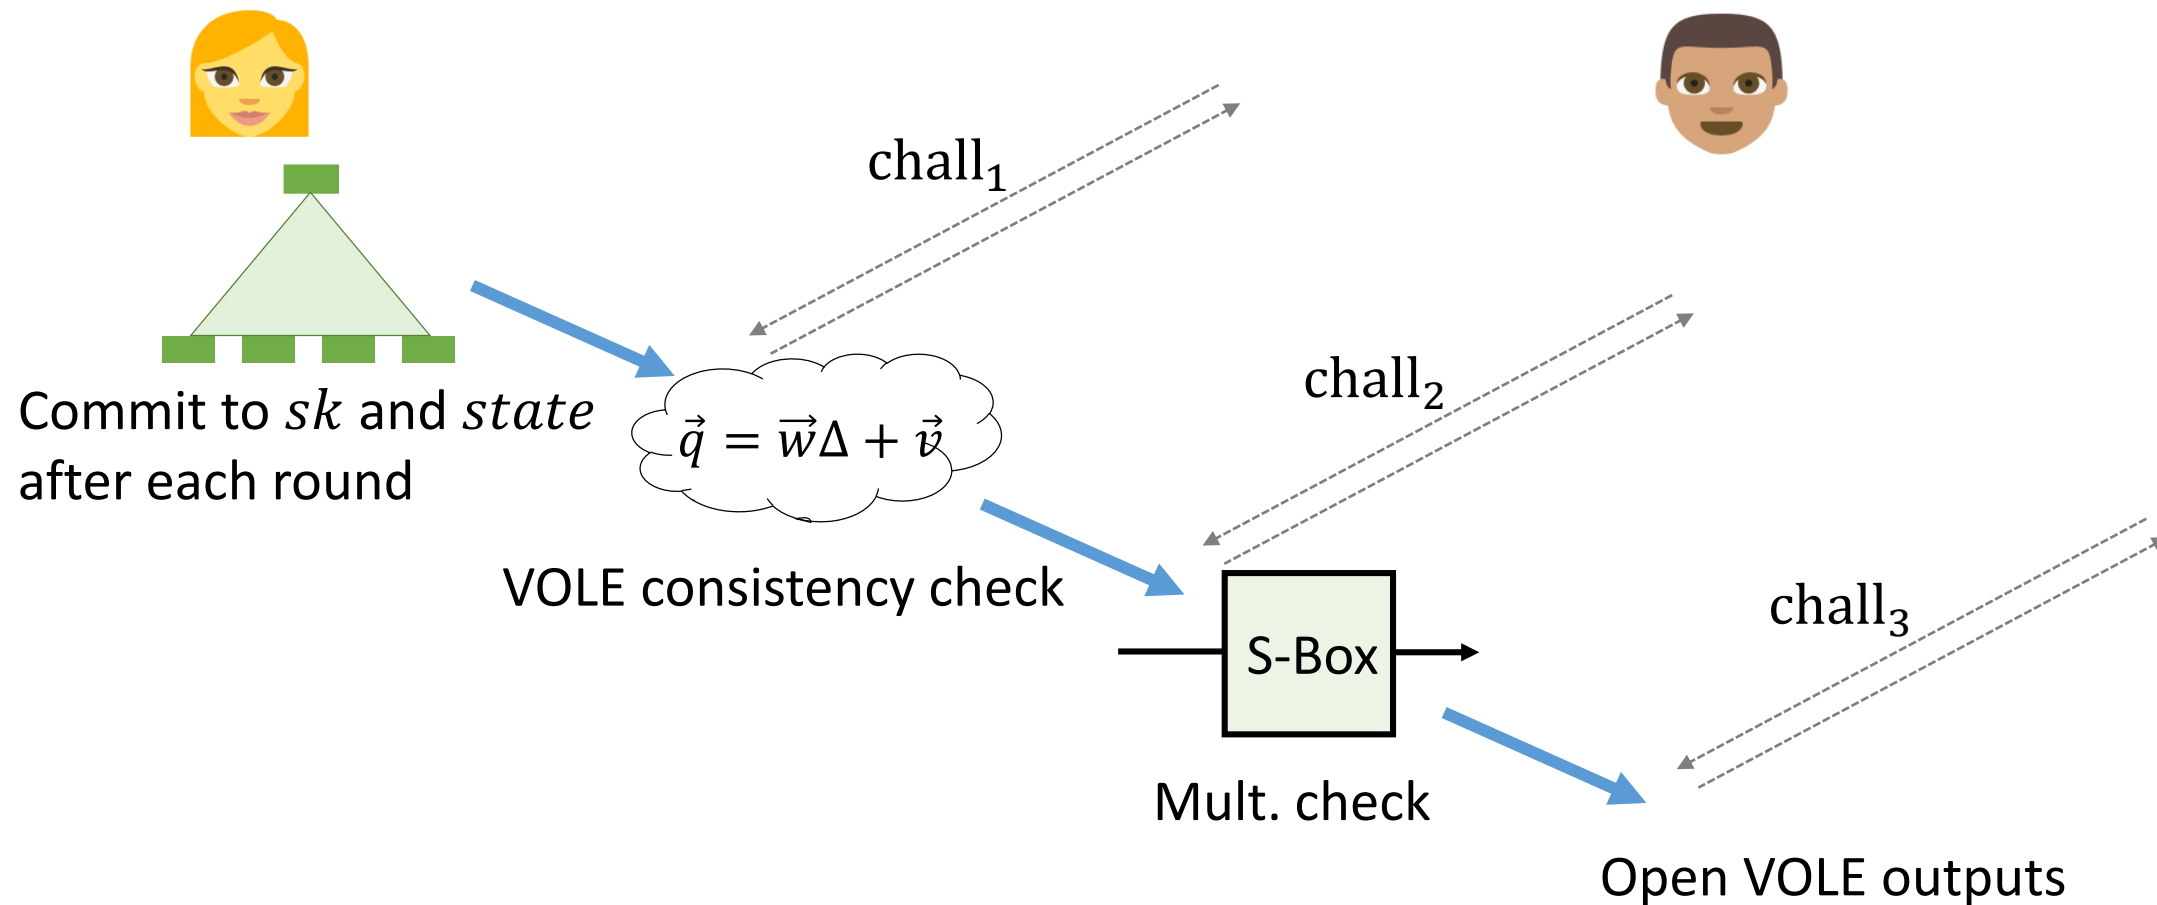 chall₁
Commit to 𝑠𝑘 and 𝑠𝑡𝑎𝑡𝑒
after each round
q⃗ = w⃗Δ + v⃗
VOLE consistency check
chall₂
S-Box
Mult. check
chall₃
Open VOLE outputs